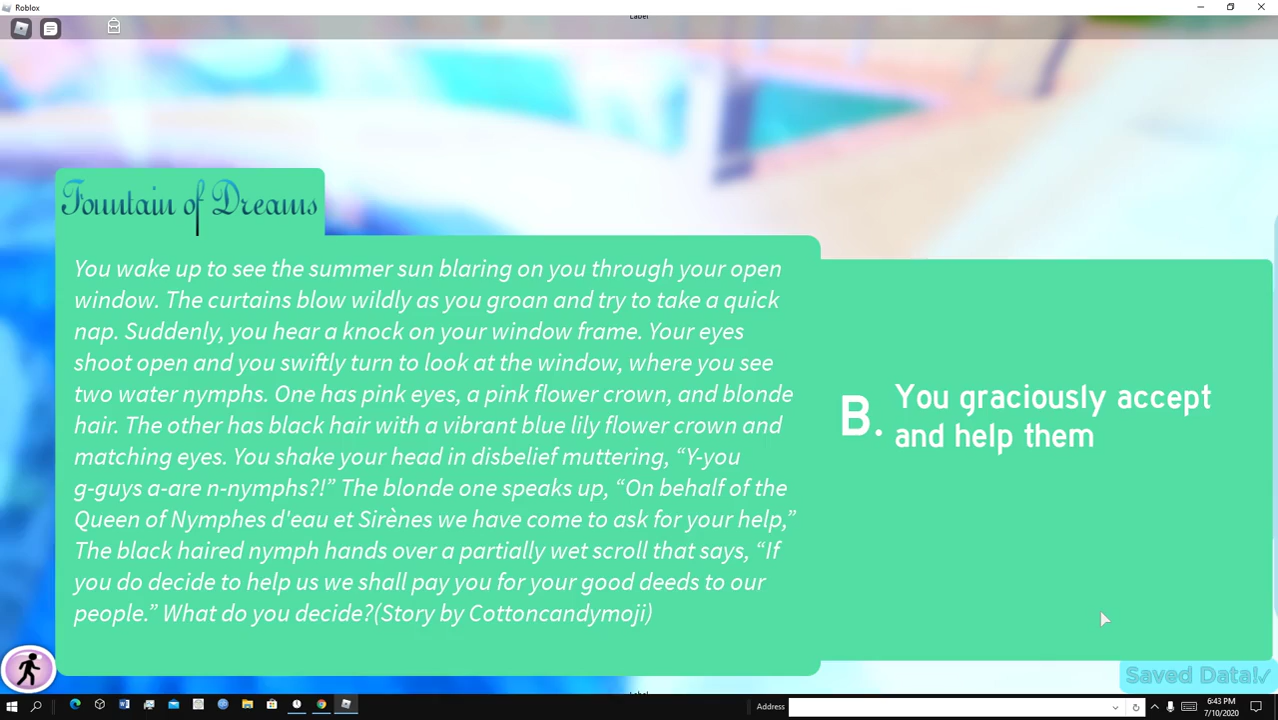 Roblox
Label
Fountain of Dreams
You wake up to see the summer sun blaring on you through your open
window. The curtains blow wildly as you groan and try to take a quick
nap. Suddenly, you hear a knock on your window frame. Your eyes
shoot open and you swiftly turn to look at the window, where you see
two water nymphs. One has pink eyes, a pink flower crown, and blonde
hair. The other has black hair with a vibrant blue lily flower crown and
matching eyes. You shake your head in disbelief muttering, “Y-you
g-guys a-are n-nymphs?!” The blonde one speaks up, “On behalf of the
Queen of Nymphes d'eau et Sirènes we have come to ask for your help,”
The black haired nymph hands over a partially wet scroll that says, “If
you do decide to help us we shall pay you for your good deeds to our
people.” What do you decide?(Story by Cottoncandymoji)
B. You graciously accept
and help them
Saved Data!✓
Label
Address
6:43 PM
7/10/2020